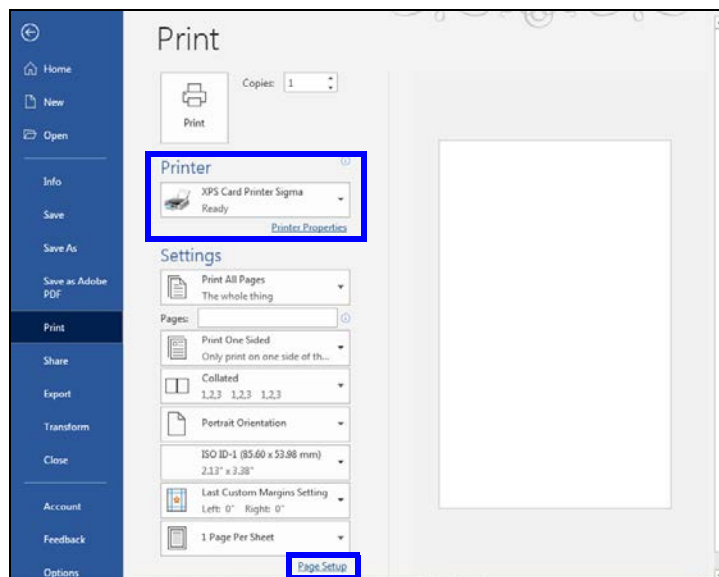 Print
Home
New
Open
Info
Save
Save As
Save as Adobe
PDF
Print
Share
Export
Transform
Close
Account
Feedback
Options
Copies: 1
Print
Printer
XPS Card Printer Sigma
Ready
Printer Properties
Settings
Print All Pages
The whole thing
Pages:
Print One Sided
Only print on one side of th...
Collated
1,2,3 1,2,3 1,2,3
Portrait Orientation
ISO ID-1 (85.60 x 53.98 mm)
2.13" x 3.38"
Last Custom Margins Setting
Left: 0" Right: 0"
1 Page Per Sheet
Page Setup